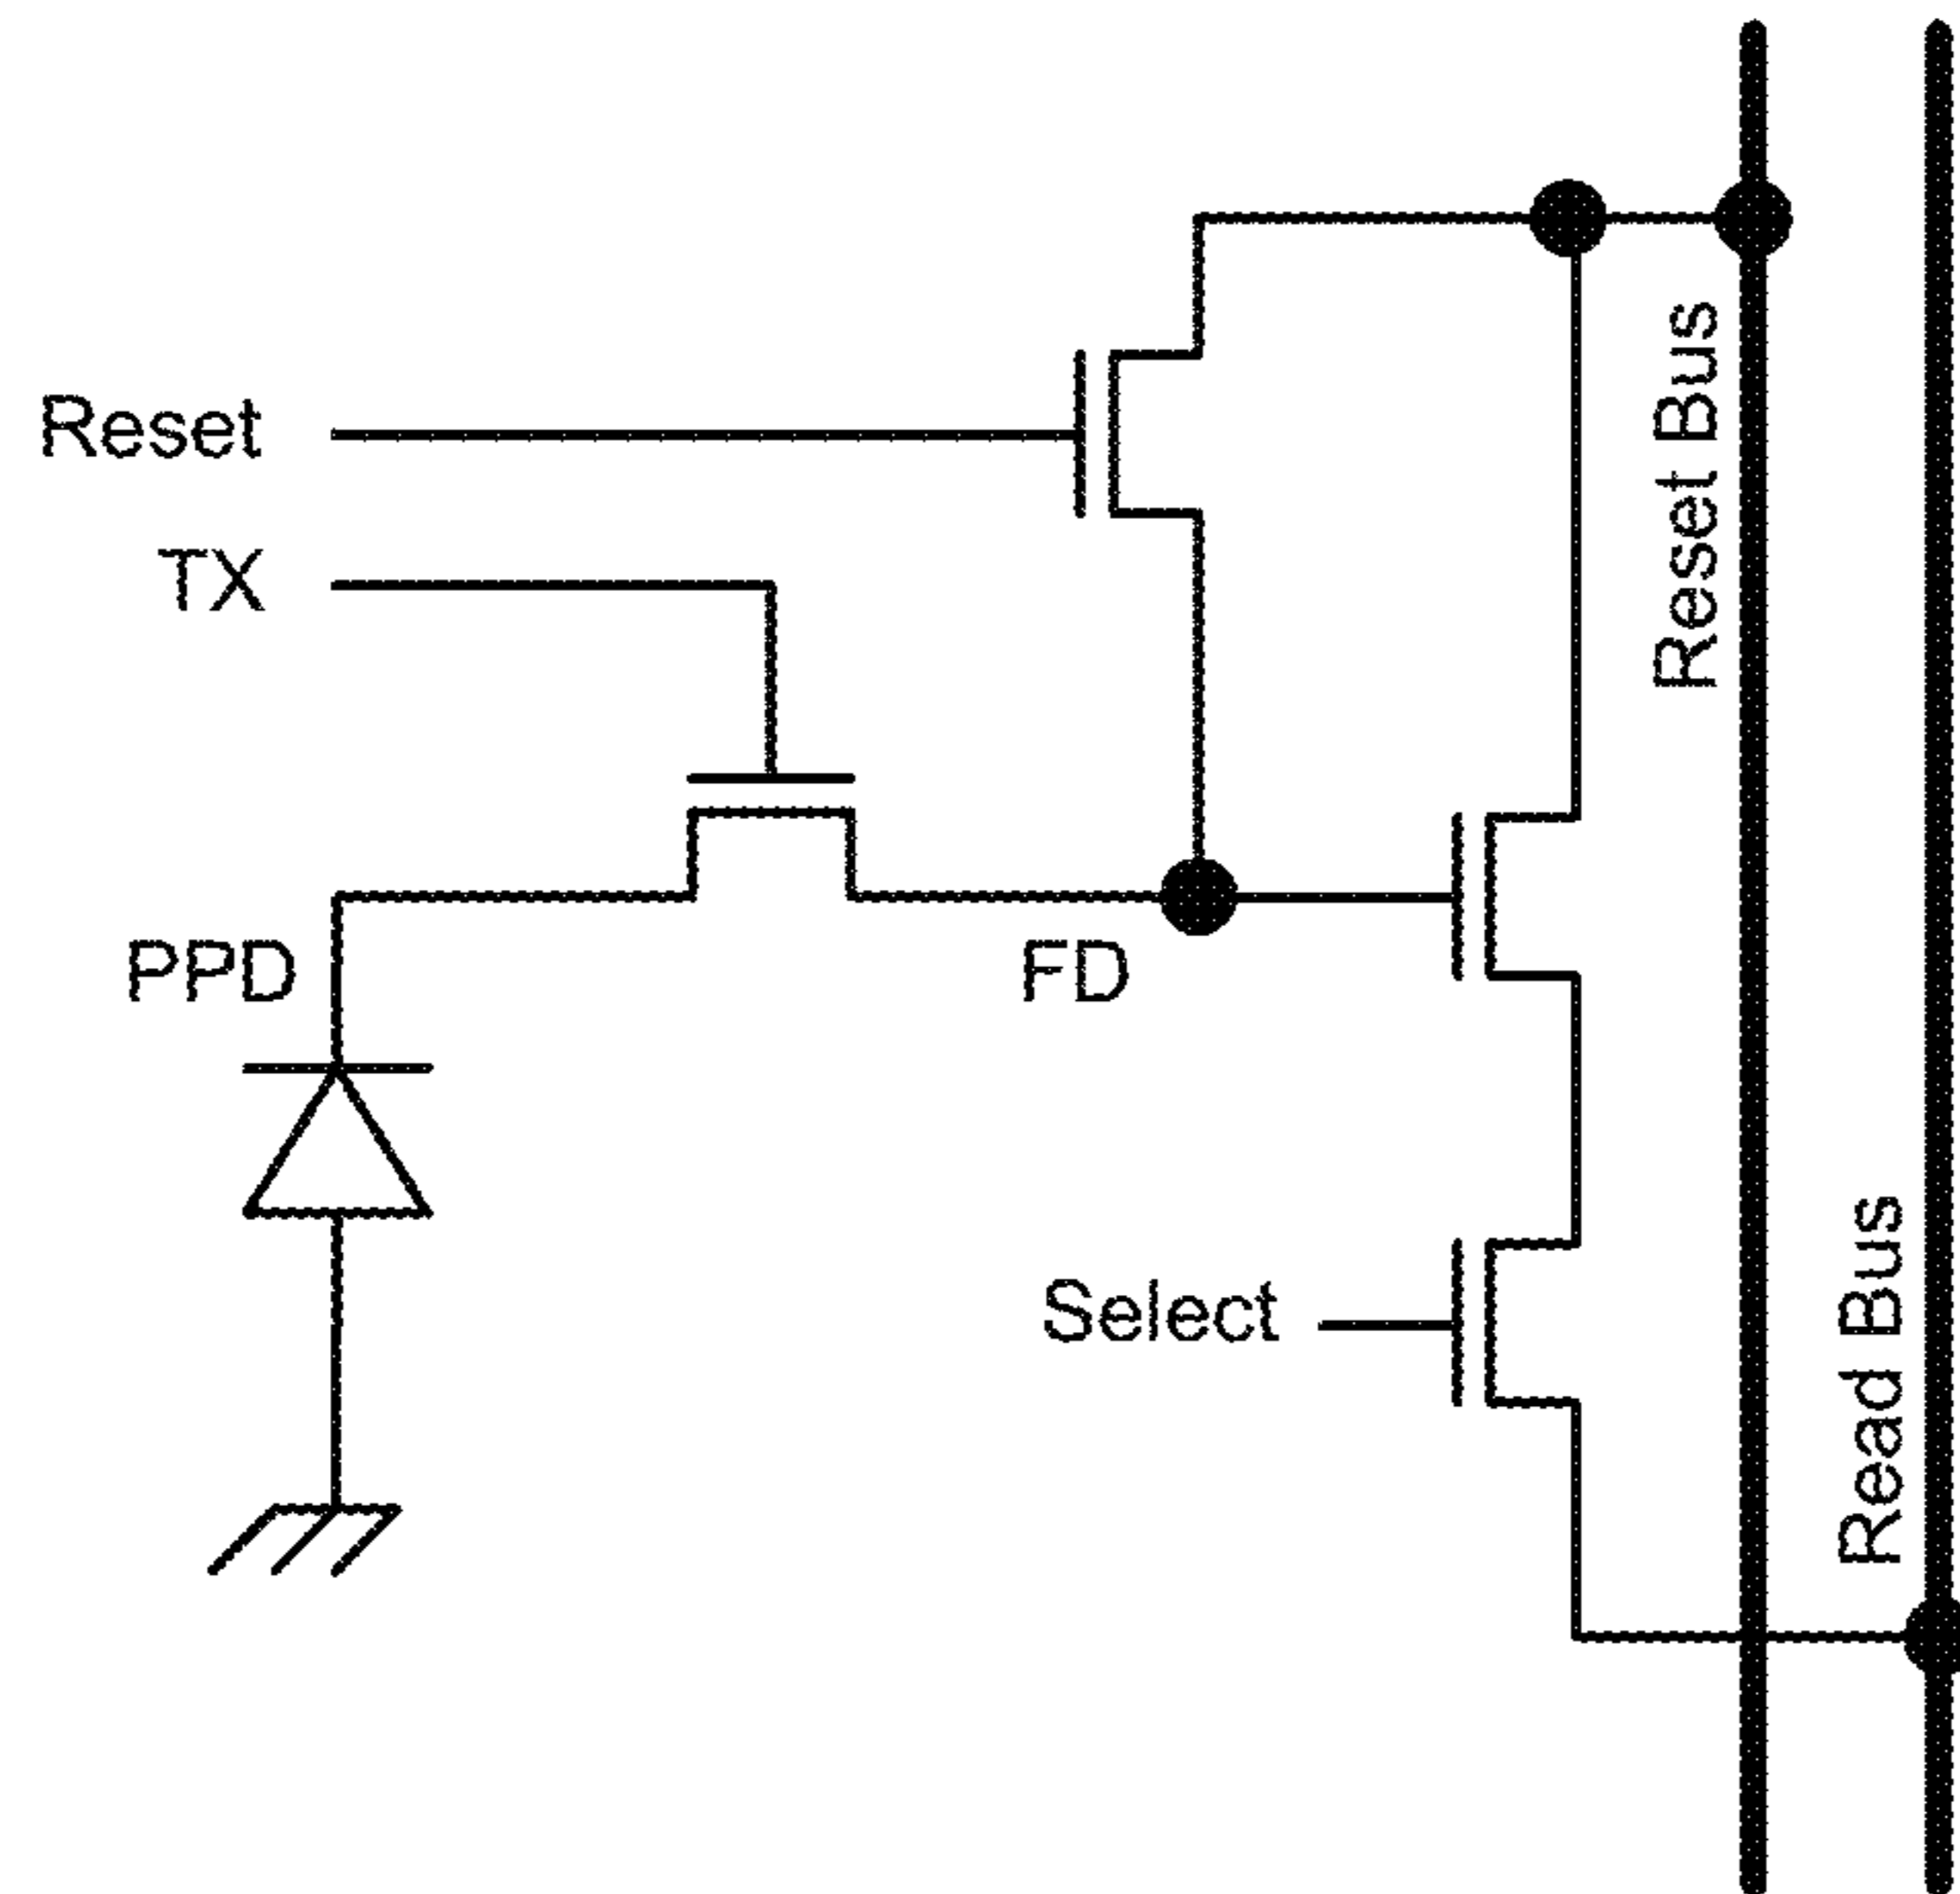 Reset
TX
Reset Bus
PPD
FD
Select
Read Bus